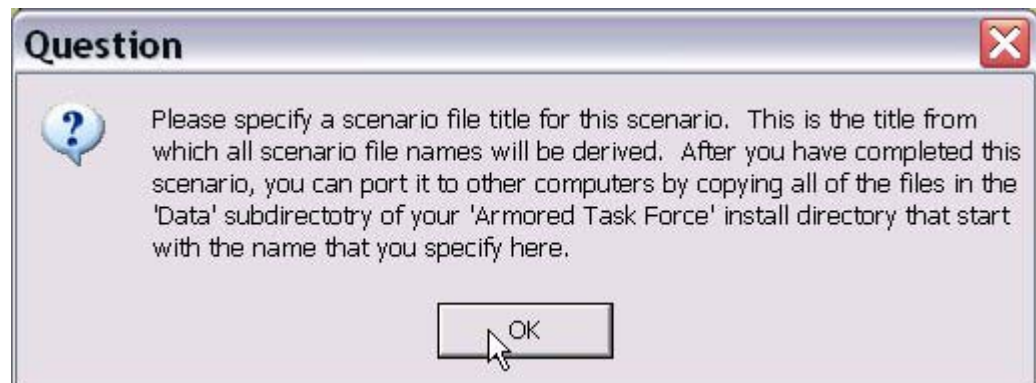 Question
Please specify a scenario file title for this scenario.  This is the title from
which all scenario file names will be derived.  After you have completed this
scenario, you can port it to other computers by copying all of the files in the
'Data' subdirectotry of your 'Armored Task Force' install directory that start
with the name that you specify here.
OK